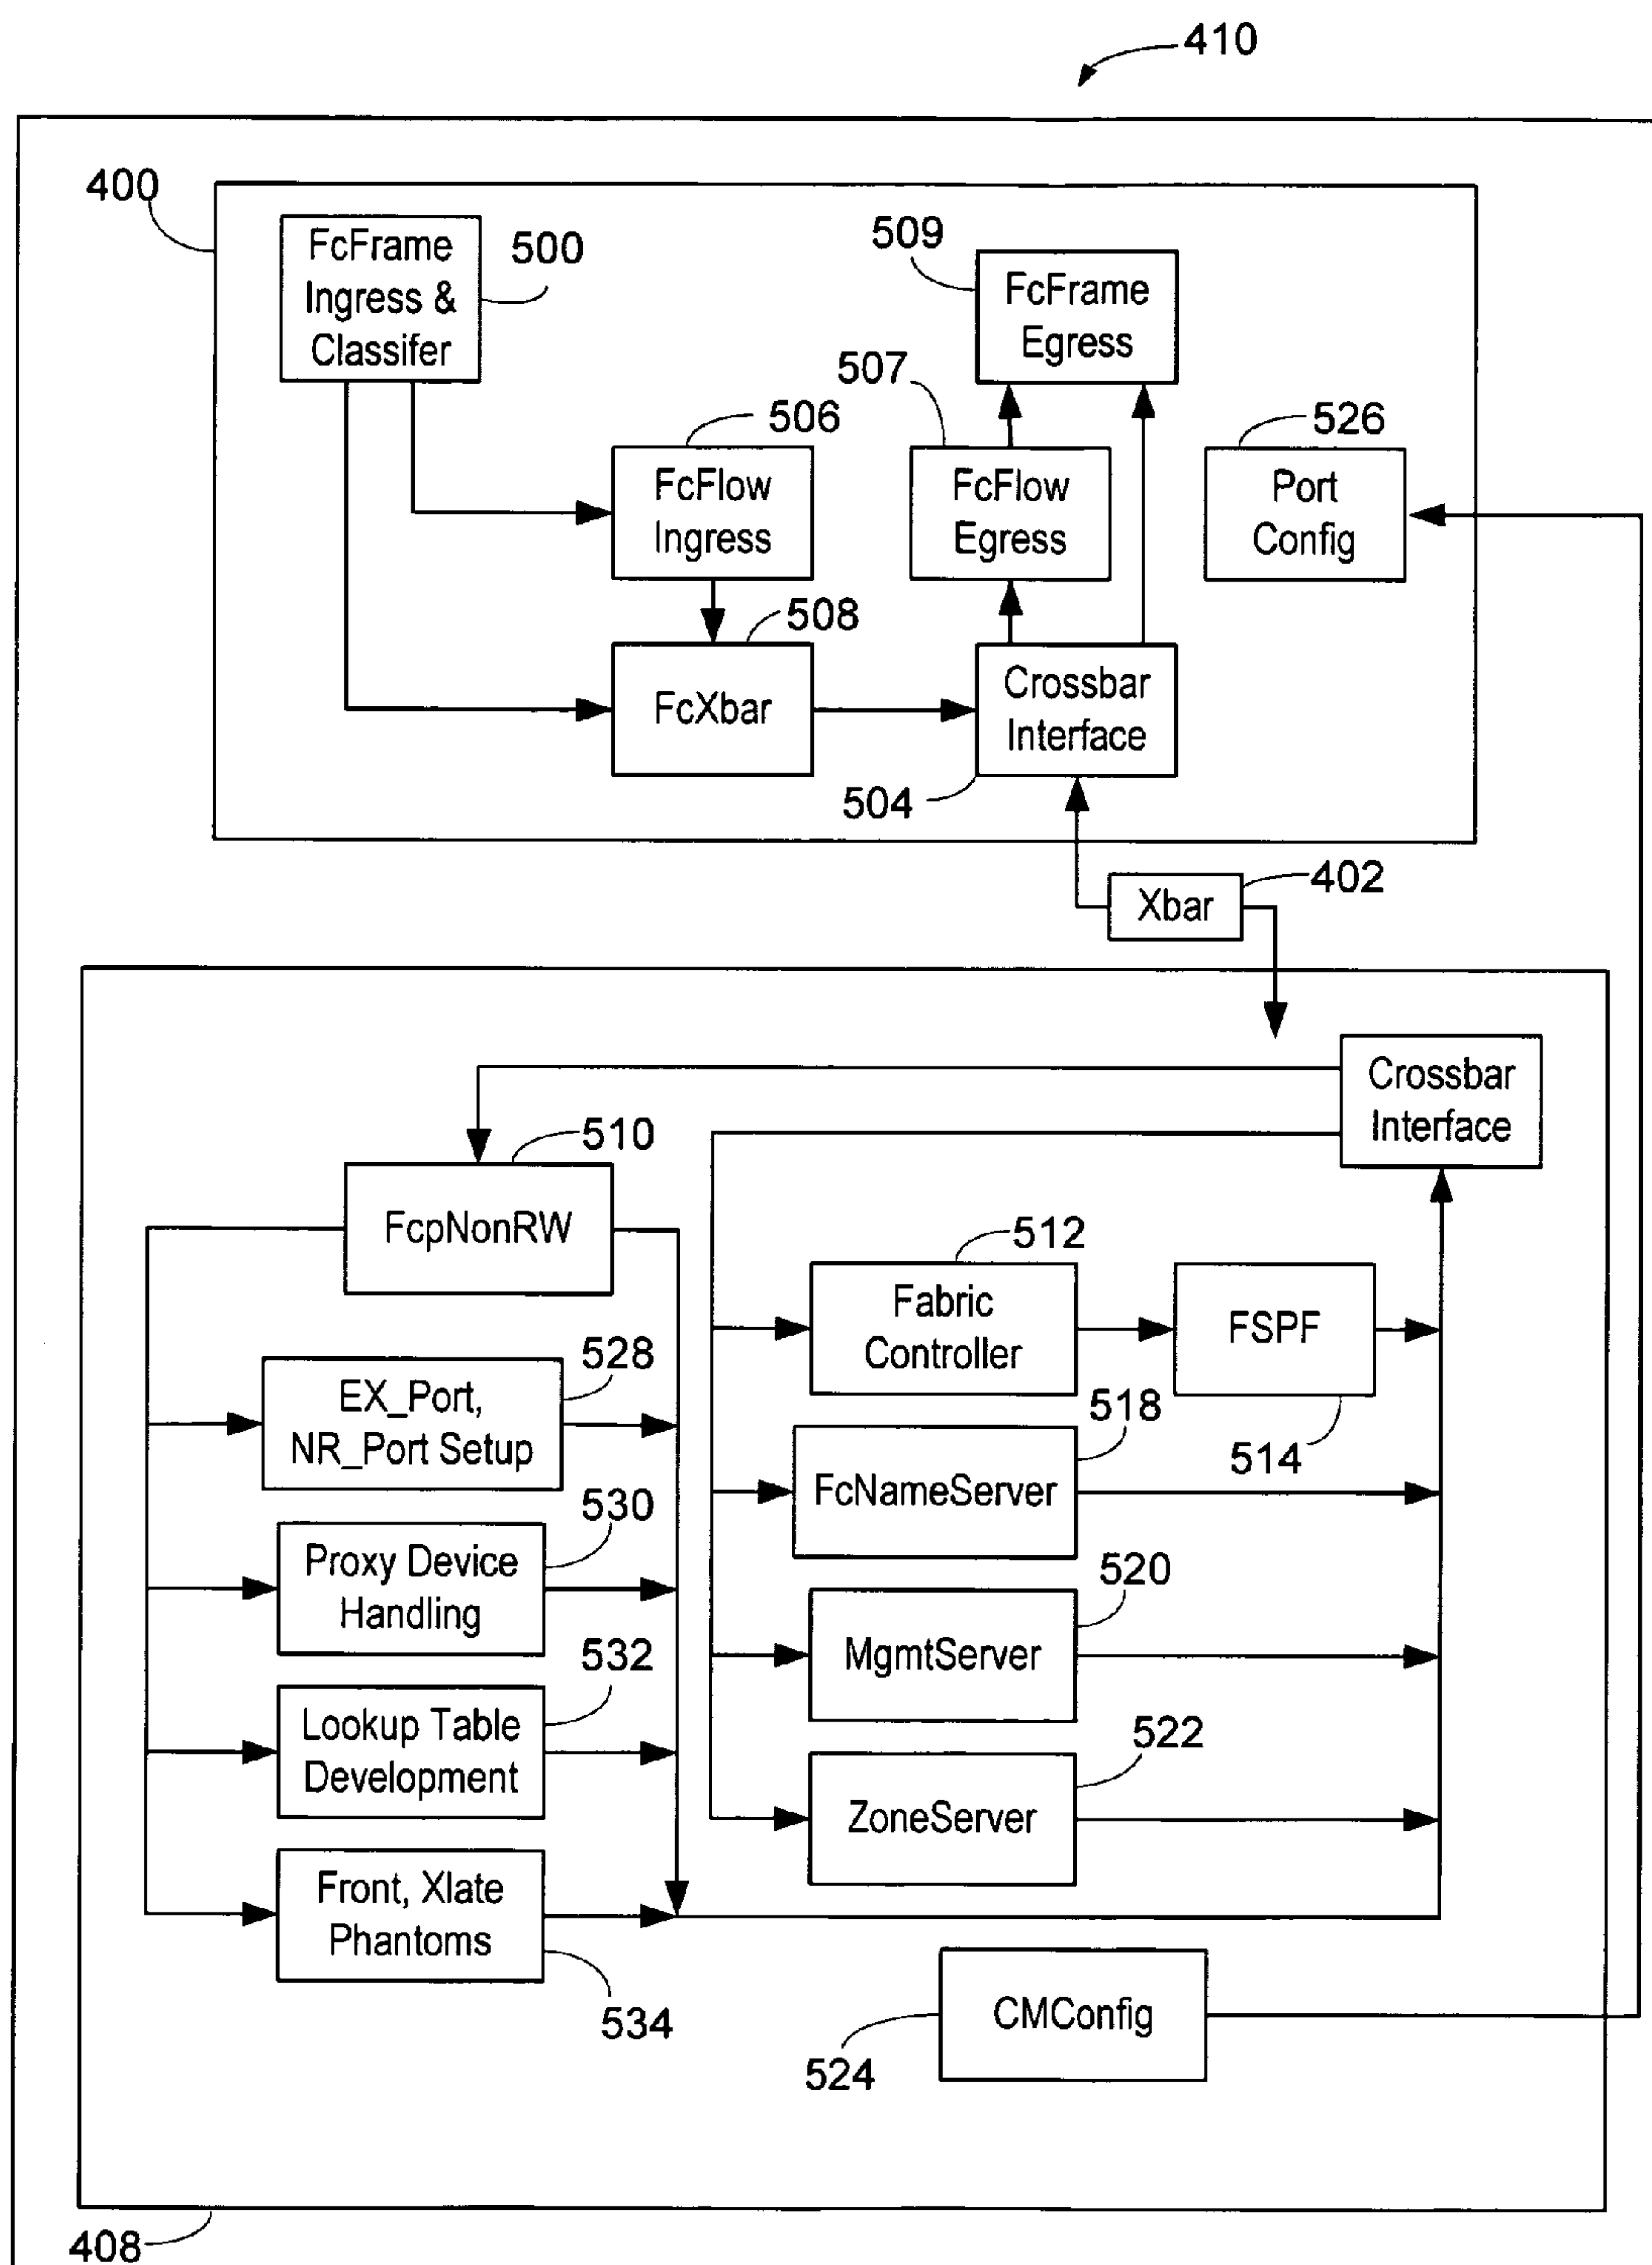 410
400
FcFrame
Ingress &
Classifer
500
509
FcFrame
Egress
507
506
526
FcFlow
Ingress
FcFlow
Egress
Port
Config
508
FcXbar
Crossbar
Interface
504
Xbar
402
Crossbar
Interface
510
FcpNonRW
512
Fabric
Controller
FSPF
514
528
EX_Port,
NR_Port Setup
518
FcNameServer
530
Proxy Device
Handling
520
MgmtServer
532
Lookup Table
Development
522
ZoneServer
Front, Xlate
Phantoms
534
CMConfig
524
408